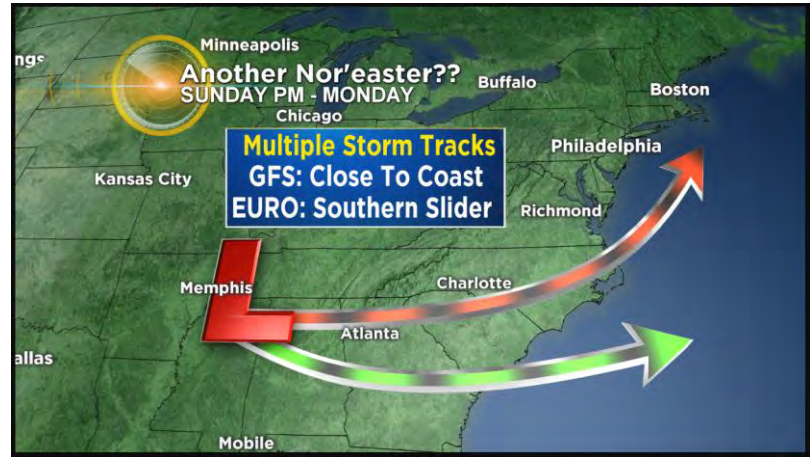 Minneapolis
ngs
Another Nor'easter??
SUNDAY PM - MONDAY
Buffalo
Boston
Chicago
Multiple Storm Tracks
GFS: Close To Coast
EURO: Southern Slider
Philadelphia
Kansas City
Richmond
Memphis
L
Charlotte
Atlanta
allas
Mobile